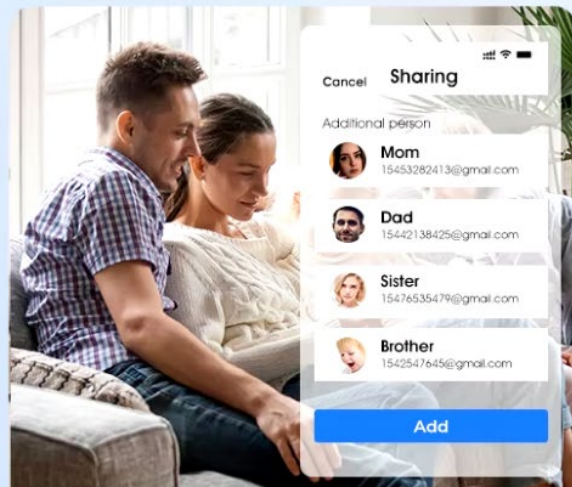 Cancel Sharing
Additional person
Mom
15453282413@gmail.com
Dad
15442138425@gmail.com
Sister
15476535479@gmail.com
Brother
1542547645@gmail.com
Add